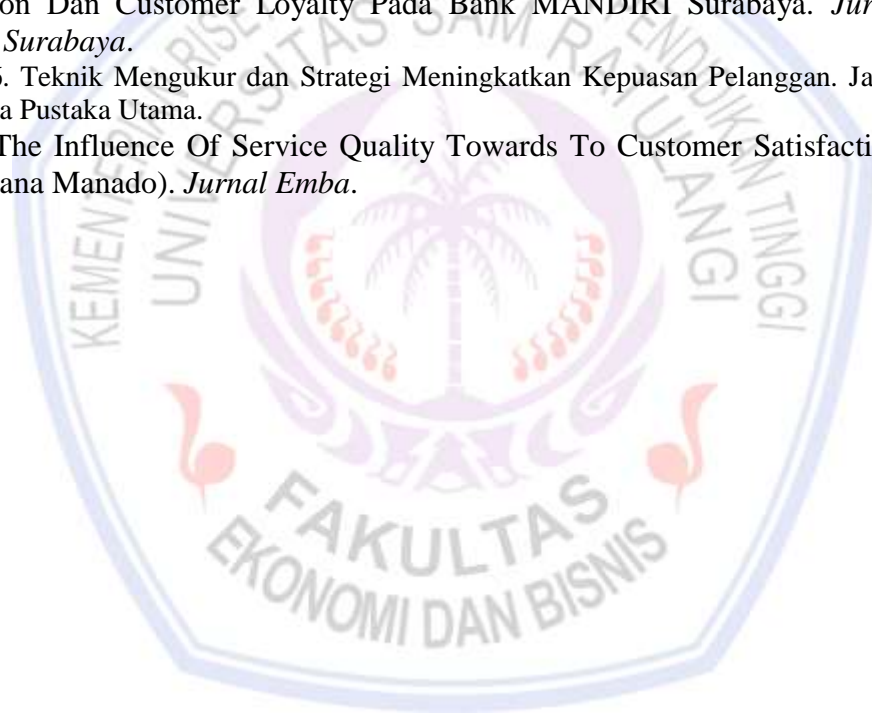 on Dan Customer Loyalty Pada Bank MANDIRI Surabaya. Jur
Surabaya.
. Teknik Mengukur dan Strategi Meningkatkan Kepuasan Pelanggan. Ja
a Pustaka Utama.
The Influence Of Service Quality Towards To Customer Satisfacti
ana Manado). Jurnal Emba.
KEMENTERIAN RISET
PENDIDIKAN TINGGI
UNIVERSITAS SAM RATULANGI
FAKULTAS
EKONOMI DAN BISNIS